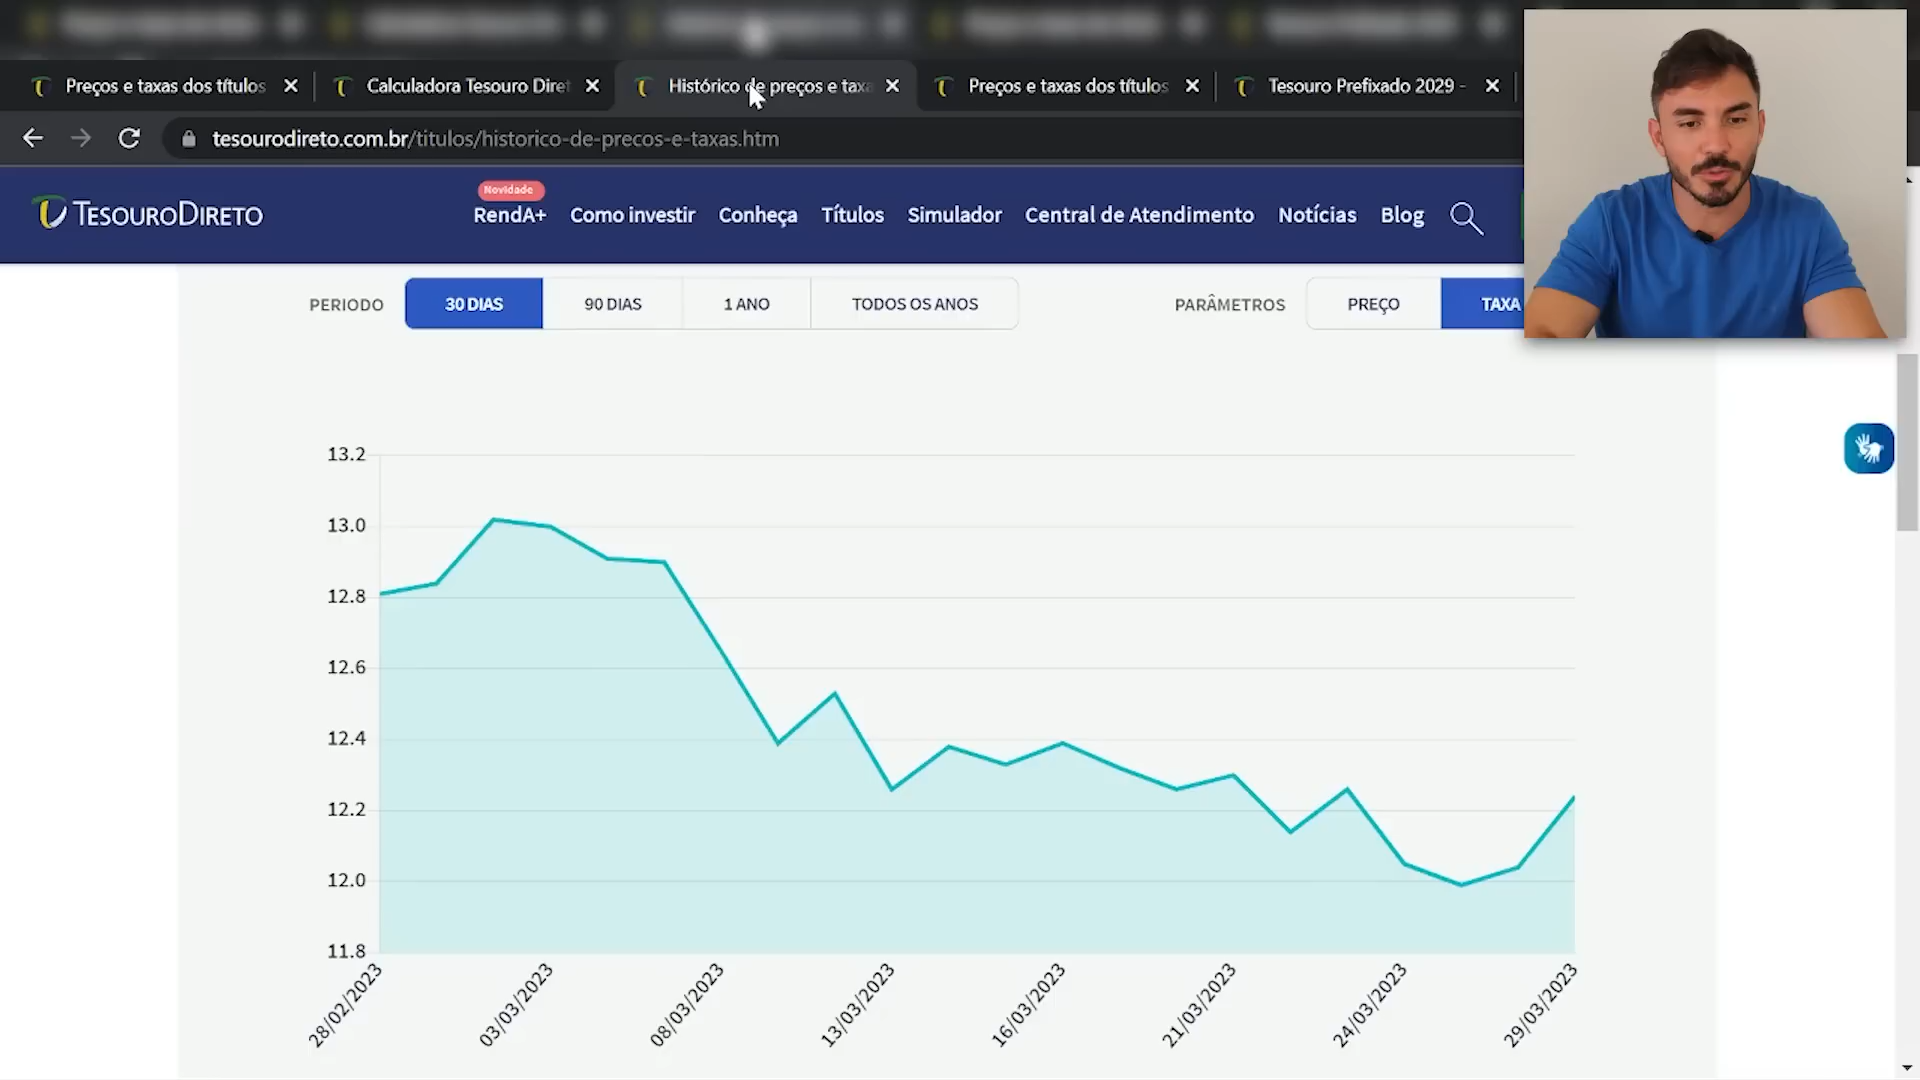 Preços e taxas dos títulos
Calculadora Tesouro Diret
Histórico de preços e taxa
Preços e taxas dos títulos
Tesouro Prefixado 2029 -
tesourodireto.com.br/titulos/historico-de-precos-e-taxas.htm
TESOURODIRETO
Novidade
RendA+
Como investir
Conheça
Títulos
Simulador
Central de Atendimento
Notícias
Blog
PERIODO
30 DIAS
90 DIAS
1 ANO
TODOS OS ANOS
PARÂMETROS
PREÇO
TAXA
13.2
13.0
12.8
12.6
12.4
12.2
12.0
11.8
28/02/2023
03/03/2023
08/03/2023
13/03/2023
16/03/2023
21/03/2023
24/03/2023
29/03/2023